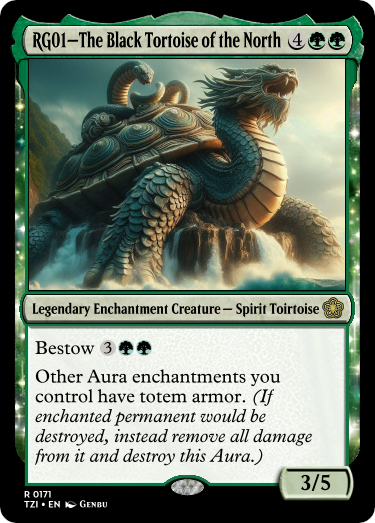 RG01—The Black Tortoise of the North 4
Legendary Enchantment Creature — Spirit Toirtoise
Bestow 3
Other Aura enchantments you
control have totem armor. (If
enchanted permanent would be
destroyed, instead remove all damage
from it and destroy this Aura.)
3/5
R 0171
TZI • EN GENBU